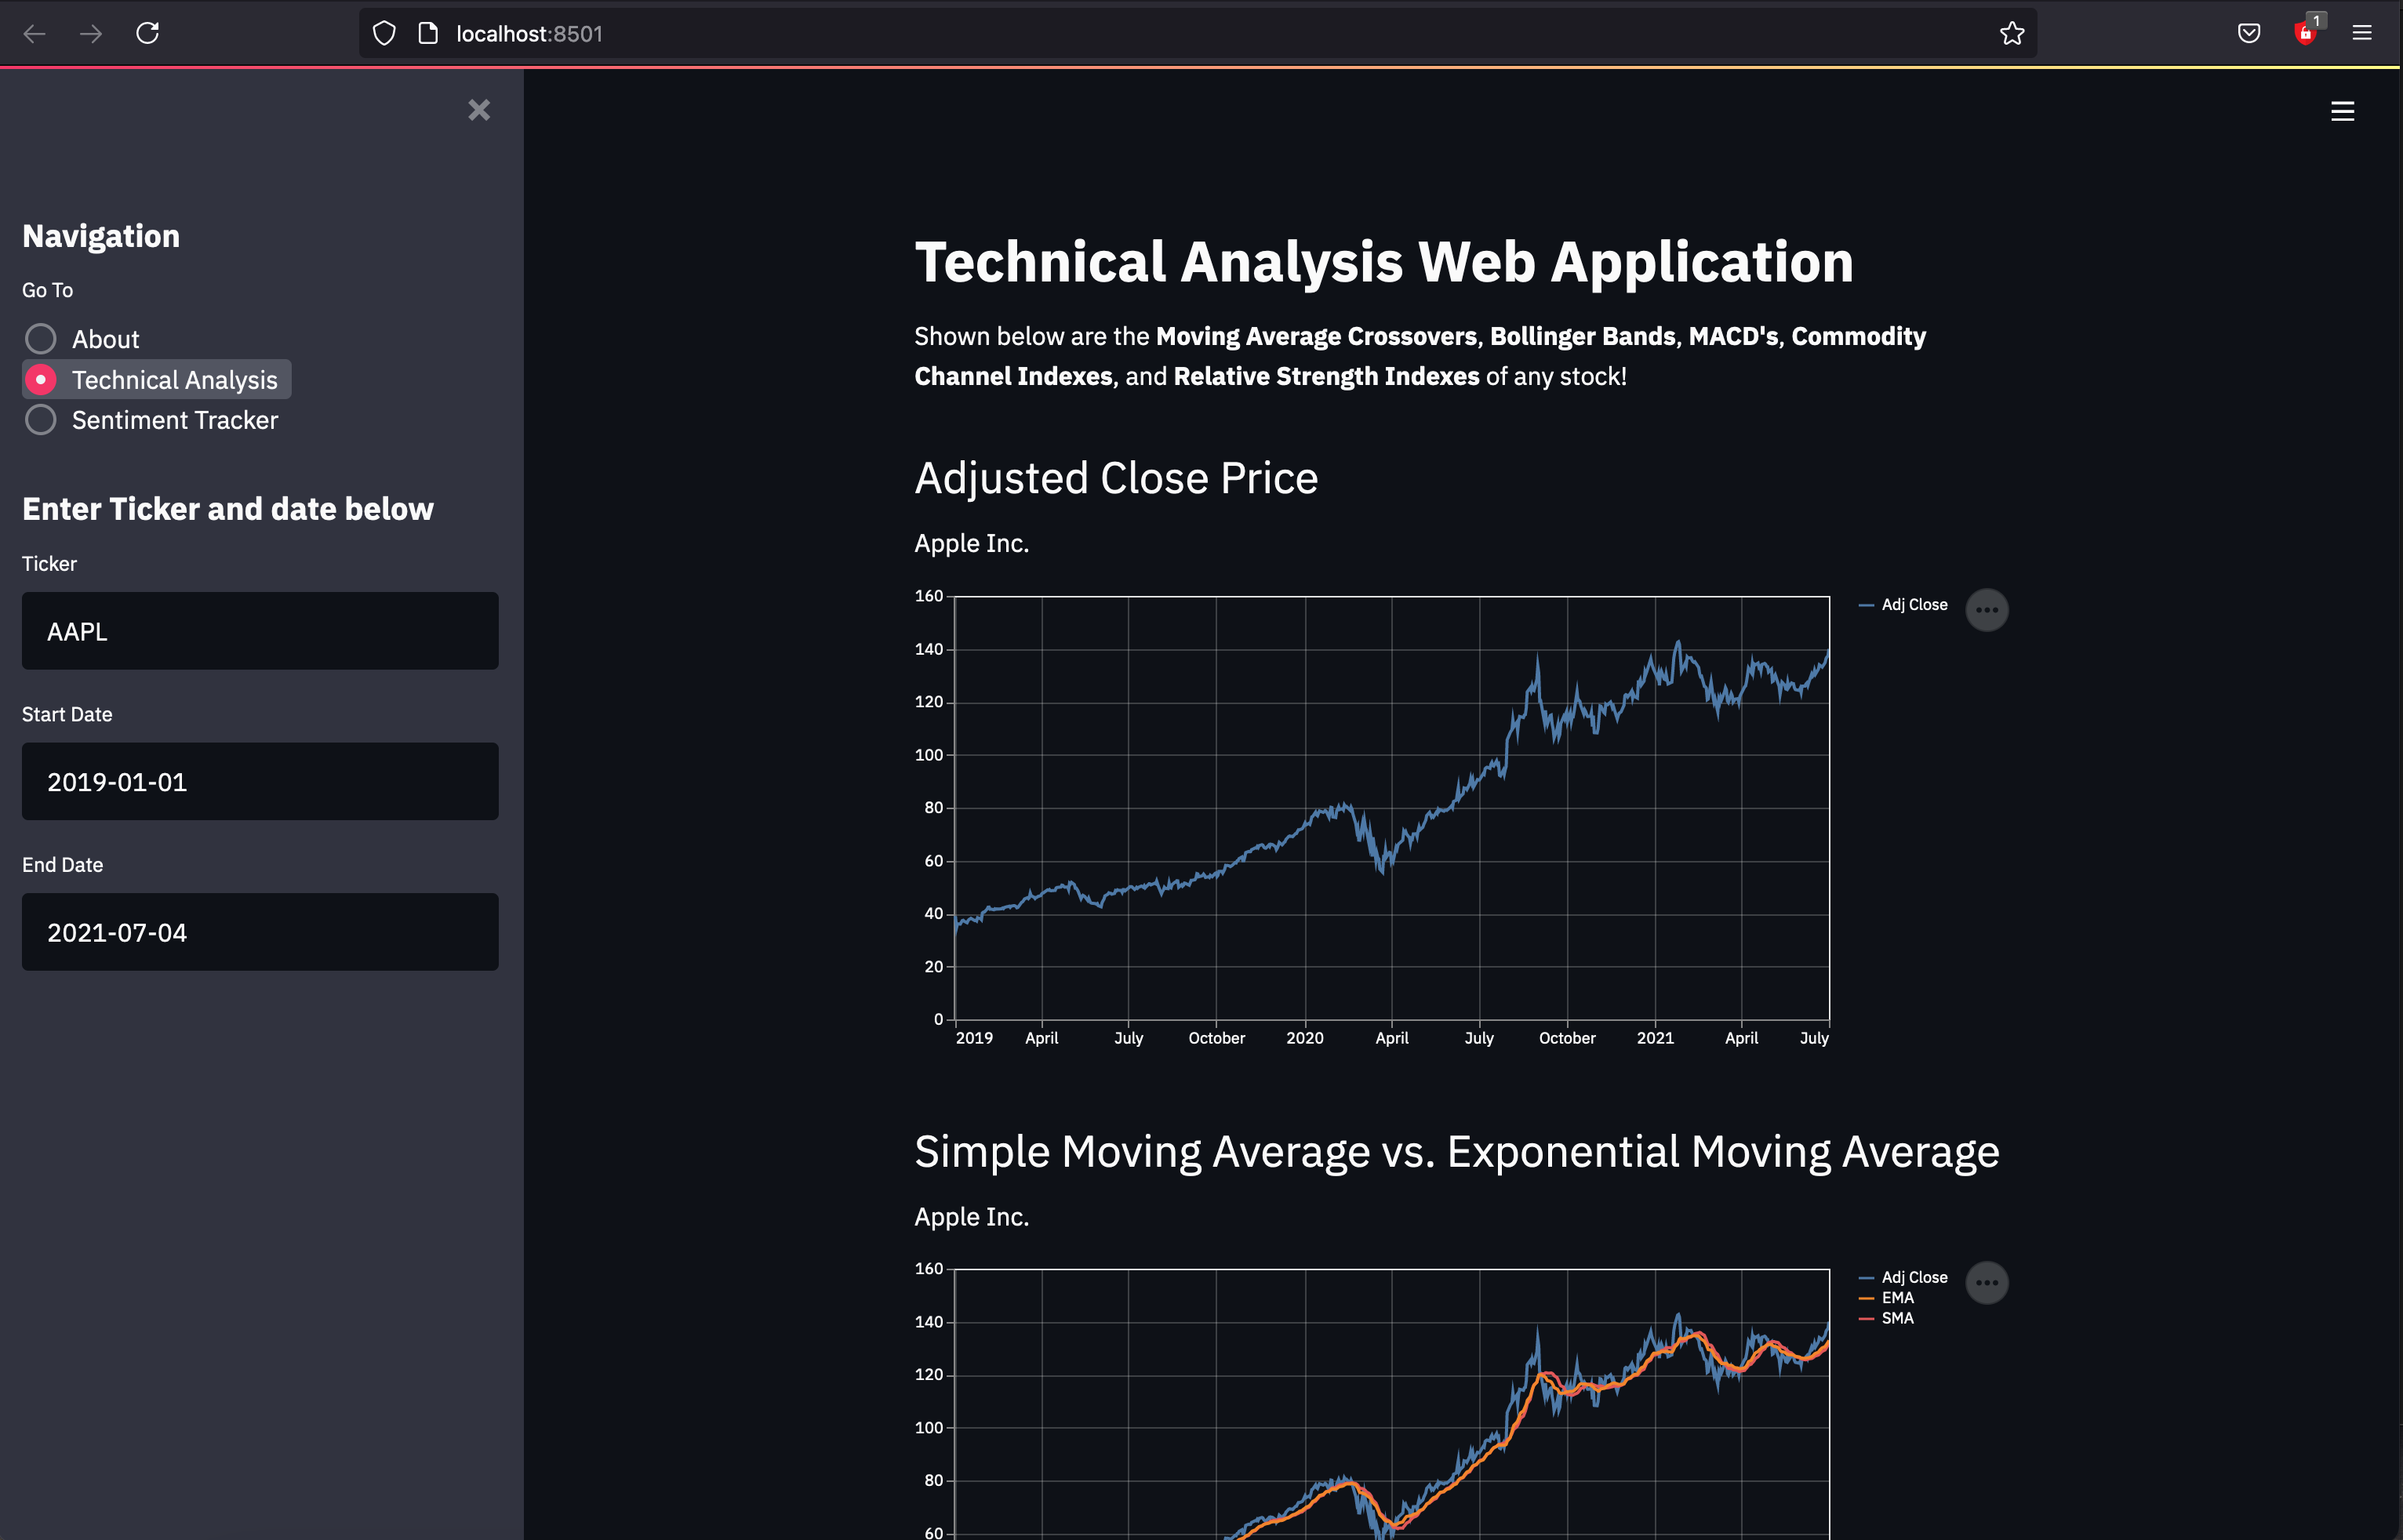 localhost:8501
1
Navigation
Go To
About
Technical Analysis
Sentiment Tracker
Enter Ticker and date below
Ticker
AAPL
Start Date
2019-01-01
End Date
2021-07-04
Technical Analysis Web Application
Shown below are the Moving Average Crossovers, Bollinger Bands, MACD's, Commodity
Channel Indexes, and Relative Strength Indexes of any stock!
Adjusted Close Price
Apple Inc.
160
140
120
100
80
60
40
20
0
2019 April July October 2020 April July October 2021 April July
Adj Close
Simple Moving Average vs. Exponential Moving Average
Apple Inc.
160
140
120
100
80
60
Adj Close
EMA
SMA